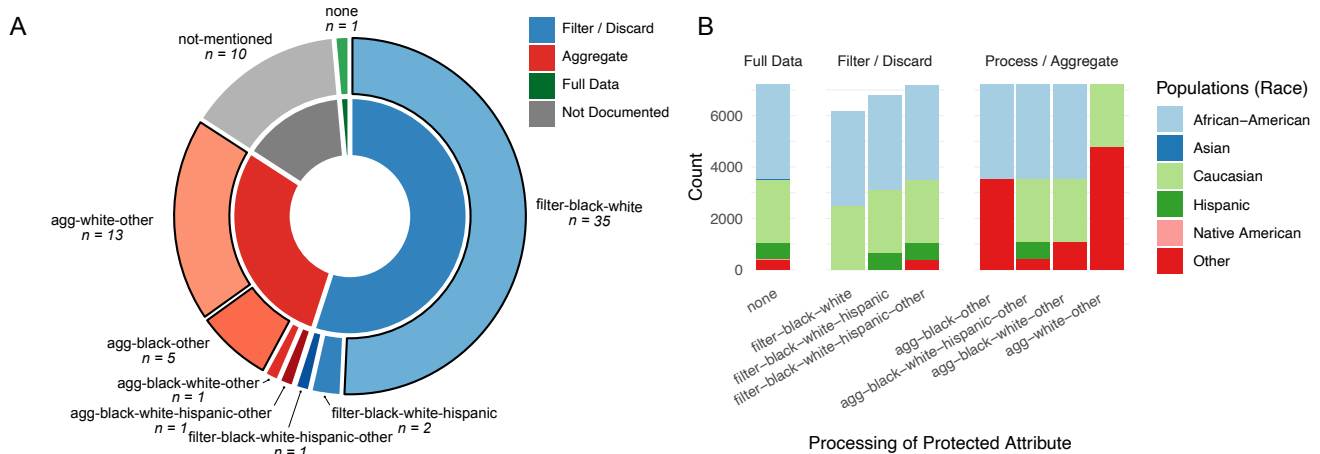 A
none
n = 1
not-mentioned
n = 10
Filter / Discard
Aggregate
Full Data
Not Documented
filter-black-white
n = 35
agg-white-other
n = 13
agg-black-other
n = 5
agg-black-white-other
n = 1
agg-black-white-hispanic-other
n = 1
filter-black-white-hispanic-other
n = 1
filter-black-white-hispanic
n = 2
B
Full Data
Filter / Discard
Process / Aggregate
Count
6000
4000
2000
0
none
filter−black−white
filter−black−white−hispanic
filter−black−white−hispanic−other
agg−black−other
agg−black−white−hispanic−other
agg−black−white−other
agg−white−other
Processing of Protected Attribute
Populations (Race)
African−American
Asian
Caucasian
Hispanic
Native American
Other